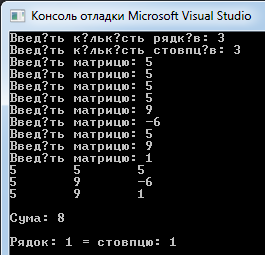 Консоль отладки Microsoft Visual Studio
Введ?ть к?льк?сть рядк?в: 3
Введ?ть к?льк?сть стовпц?в: 3
Введ?ть матрицю: 5
Введ?ть матрицю: 5
Введ?ть матрицю: 5
Введ?ть матрицю: 5
Введ?ть матрицю: 9
Введ?ть матрицю: -6
Введ?ть матрицю: 5
Введ?ть матрицю: 9
Введ?ть матрицю: 1
5 5 5
5 9 -6
5 9 1
Сума: 8
Рядок: 1 = стовпцю: 1